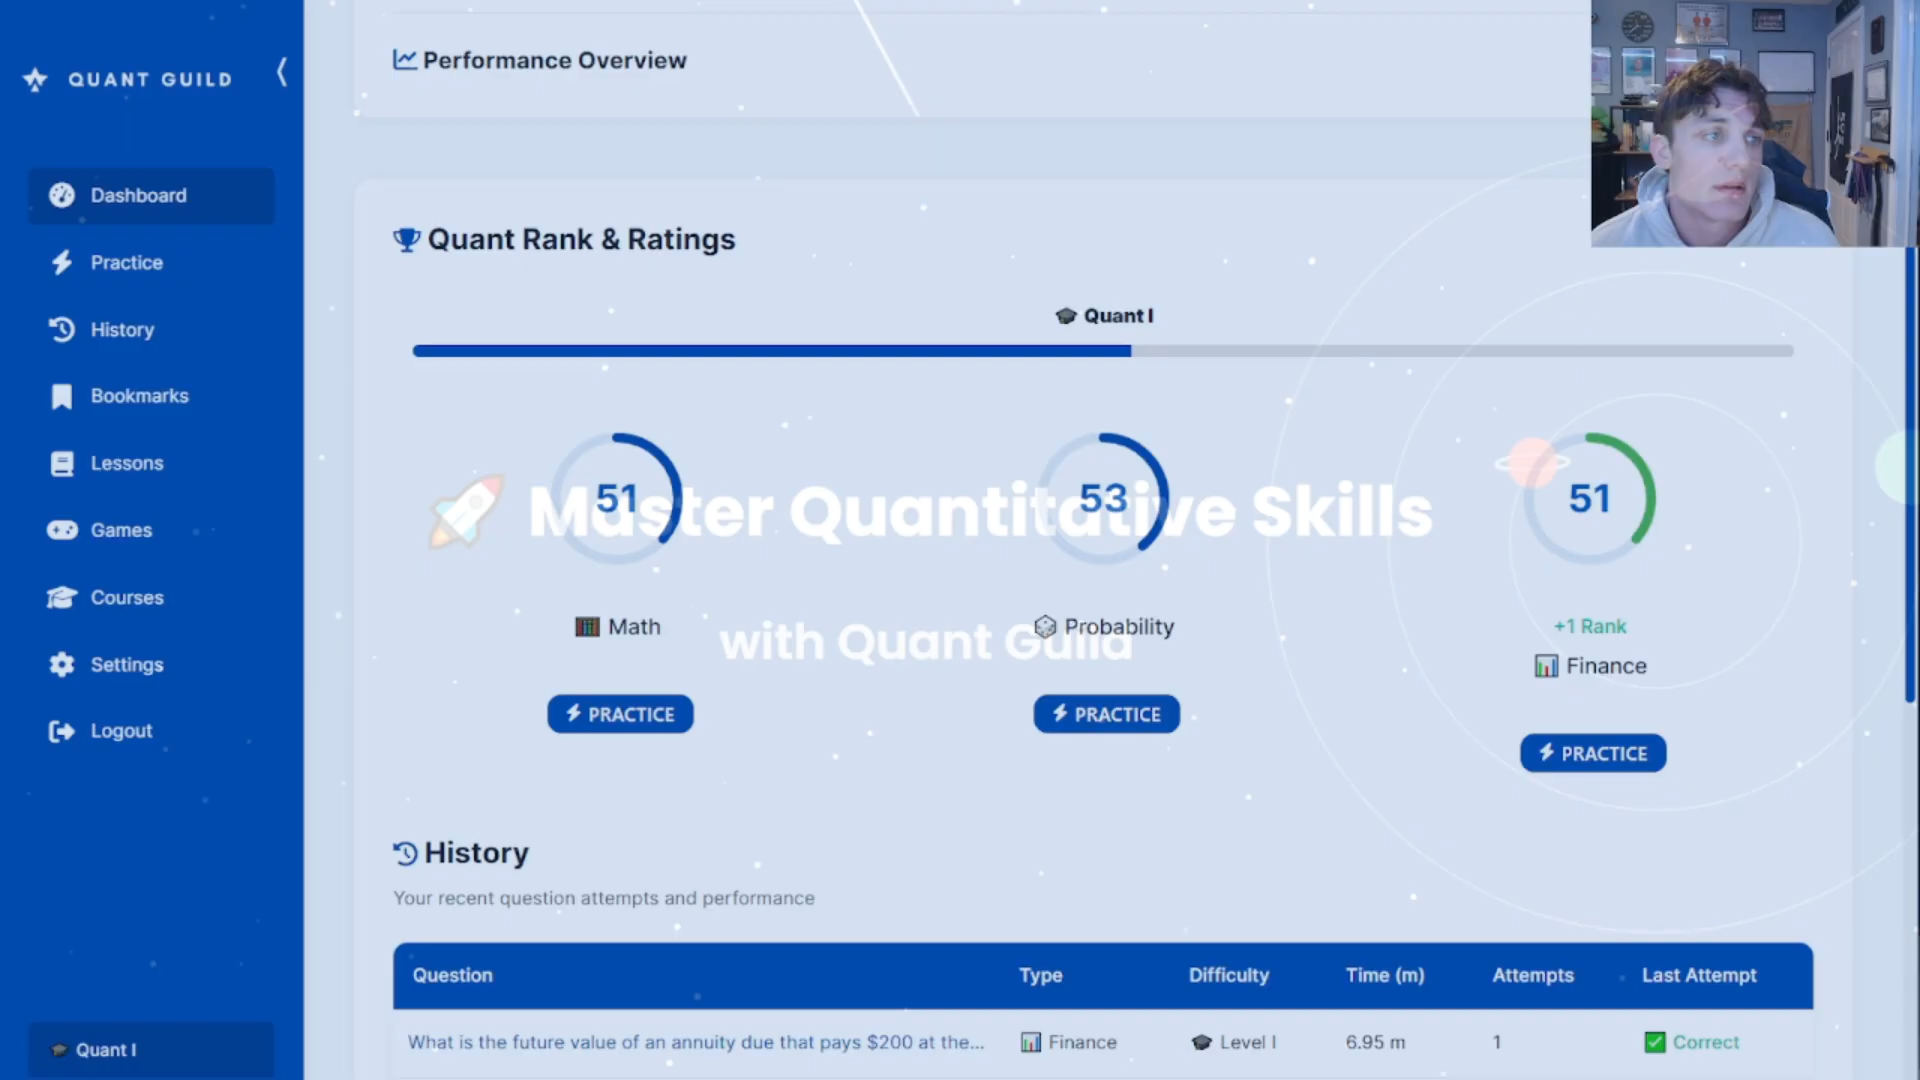 QUANT GUILD
Dashboard
Practice
History
Bookmarks
Lessons
Games
Courses
Settings
Logout
Quant I
Performance Overview
Quant Rank & Ratings
Quant I
51
53
51
Master Quantitative Skills
with Quant Guild
Math
Probability
+1 Rank
Finance
PRACTICE
PRACTICE
PRACTICE
History
Your recent question attempts and performance
Question Type Difficulty Time (m) Attempts Last Attempt
What is the future value of an annuity due that pays $200 at the... Finance Level I 6.95 m 1 Correct